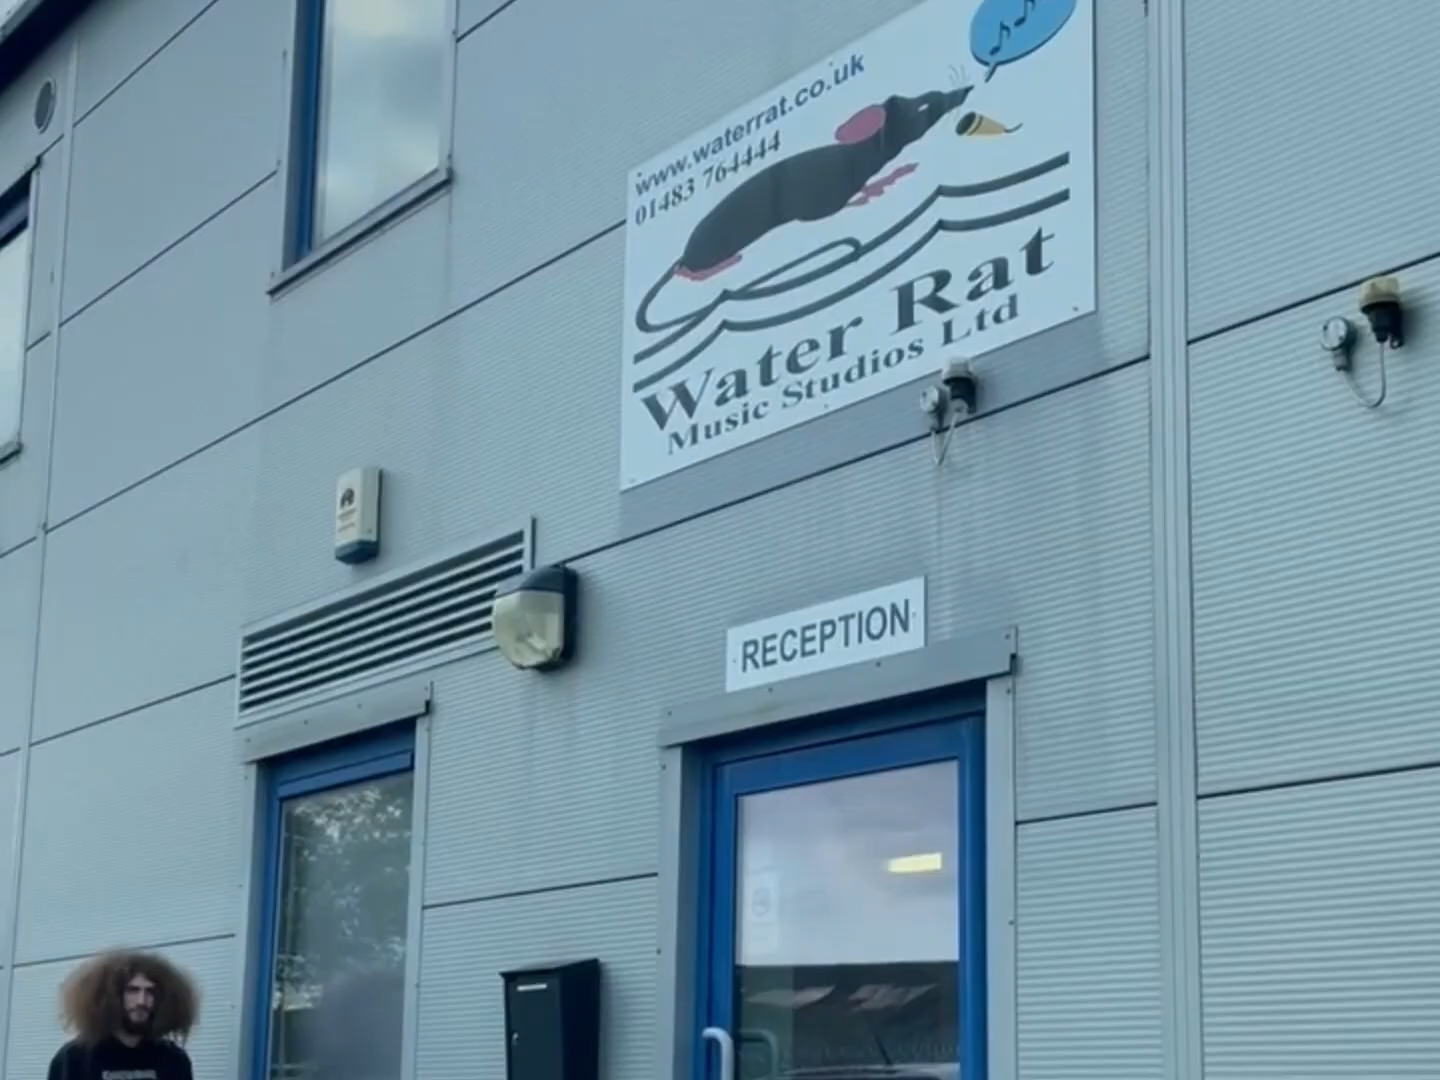 www.waterrat.co.uk
01483 764444
Water Rat
Music Studios Ltd
RECEPTION